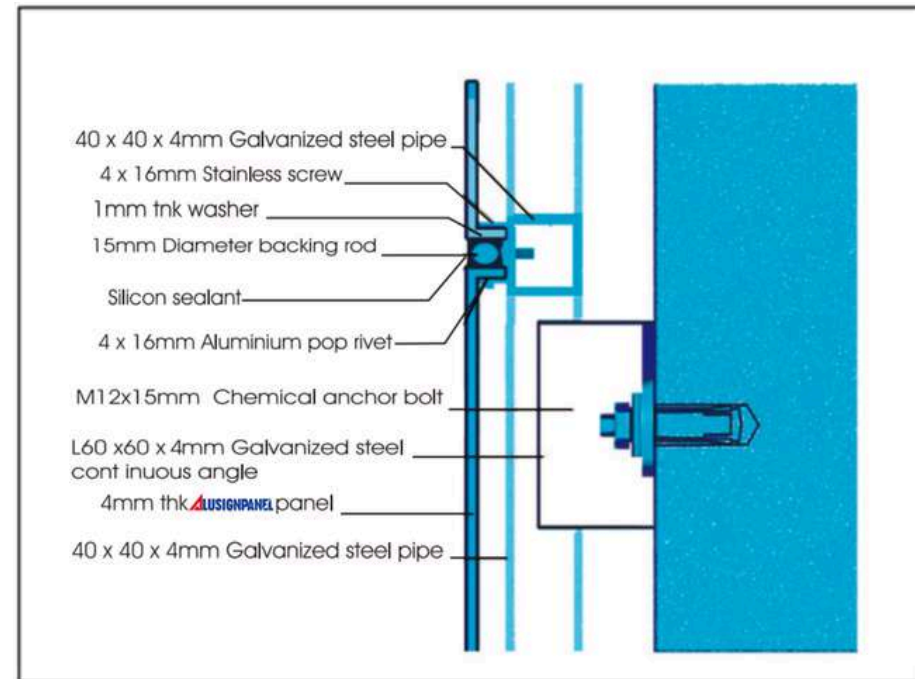 40 x 40 x 4mm Galvanized steel pipe
4 x 16mm Stainless screw
1mm tnk washer
15mm Diameter backing rod
Silicon sealant
4 x 16mm Aluminium pop rivet
M12x15mm Chemical anchor bolt
L60 x60 x 4mm Galvanized steel
cont inuous angle
4mm thk ALUSIGNPANEL panel
40 x 40 x 4mm Galvanized steel pipe